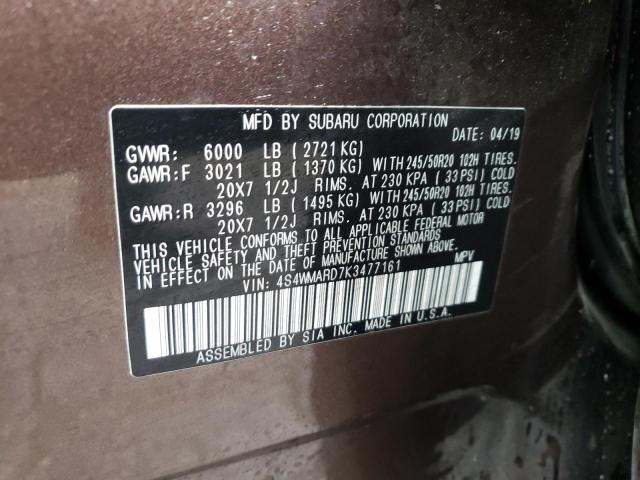 MFD BY SUBARU CORPORATION
DATE: 04/19
GVWR: 6000 LB (2721 KG)
GAWR:F 3021 LB (1370 KG) WITH 245/50R20 102H TIRES.
20X7 1/2J RIMS. AT 230 KPA (33 PSI) COLD
GAWR:R 3296 LB (1495 KG) WITH 245/50R20 102H TIRES.
20X7 1/2J RIMS. AT 230 KPA (33 PSI) COLD
THIS VEHICLE CONFORMS TO ALL APPLICABLE FEDERAL MOTOR
VEHICLE SAFETY AND THEFT PREVENTION STANDARDS
IN EFFECT ON THE DATE OF MANUFACTURE SHOWN ABOVE.
VIN: 4S4WMARD7K3477161 MPV
ASSEMBLED BY SIA INC. MADE IN U.S.A.